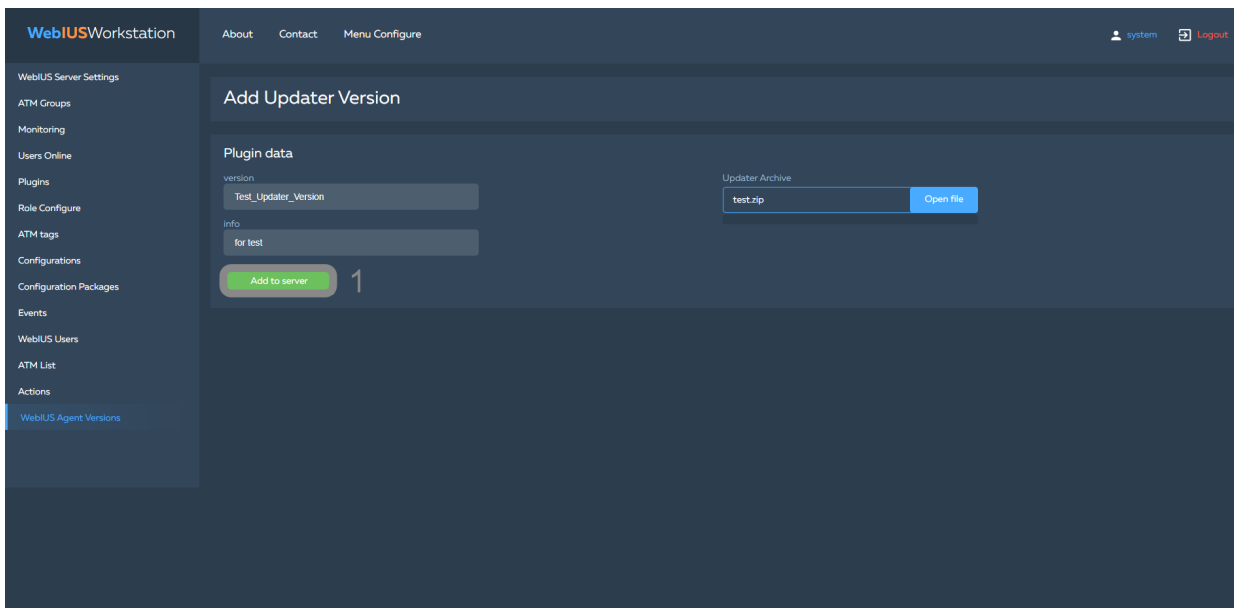 WebIUSWorkstation
About Contact Menu Configure
system Logout
WebIUS Server Settings
ATM Groups
Monitoring
Users Online
Plugins
Role Configure
ATM tags
Configurations
Configuration Packages
Events
WebIUS Users
ATM List
Actions
WebIUS Agent Versions
Add Updater Version
Plugin data
version
Test_Updater_Version
info
for test
Add to server 1
Updater Archive
test.zip Open file